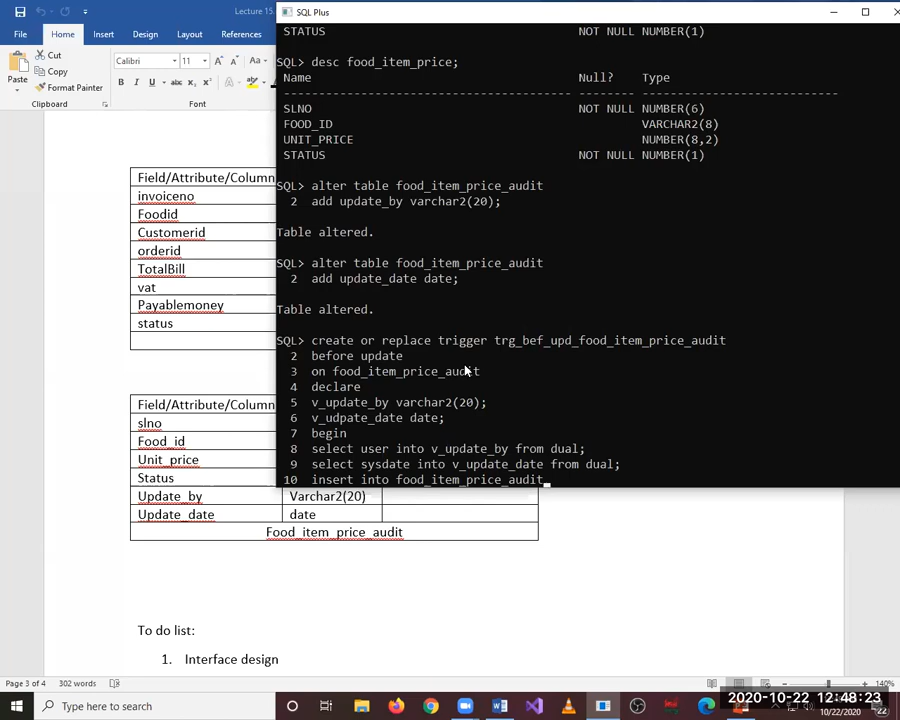 Lecture 15.
SQL Plus
File Home Insert Design Layout References
Cut
Copy
Format Painter
Paste
Calibri 11
B I U abc
Clipboard Font
STATUS NOT NULL NUMBER(1)
SQL> desc food_item_price;
Name Null? Type
----------------------------------------- -------- ----------------------------
SLNO NOT NULL NUMBER(6)
FOOD_ID VARCHAR2(8)
UNIT_PRICE NUMBER(8,2)
STATUS NOT NULL NUMBER(1)
SQL> alter table food_item_price_audit
2 add update_by varchar2(20);
Table altered.
SQL> alter table food_item_price_audit
2 add update_date date;
Table altered.
SQL> create or replace trigger trg_bef_upd_food_item_price_audit
2 before update
3 on food_item_price_audit
4 declare
5 v_update_by varchar2(20);
6 v_udpate_date date;
7 begin
8 select user into v_update_by from dual;
9 select sysdate into v_update_date from dual;
10 insert into food_item_price_audit
Field/Attribute/Column
invoiceno
Foodid
Customerid
orderid
TotalBill
vat
Payablemoney
status
Field/Attribute/Column
slno
Food_id
Unit_price
Status
Update_by Varchar2(20)
Update_date date
Food_item_price_audit
To do list:
1. Interface design
Page 3 of 4 302 words
140%
Type here to search
2020-10-22 12:48:23
10/22/2020
22